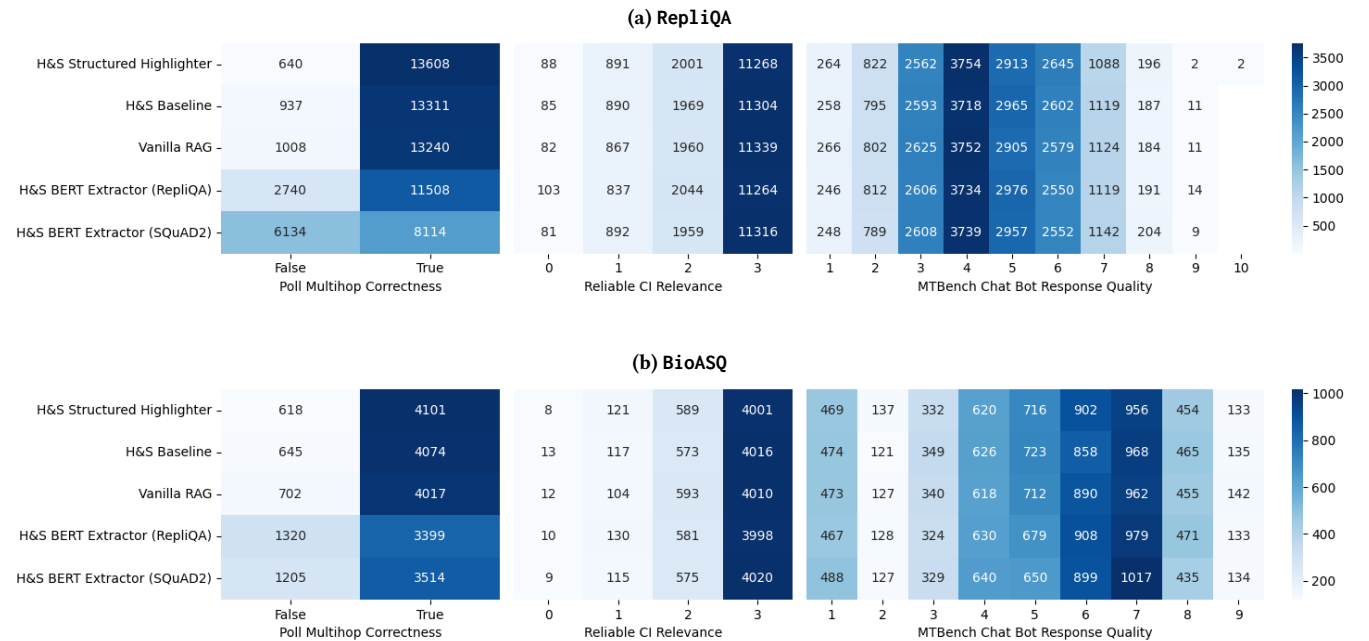 (a) RepliQA
H&S Structured Highlighter 640 13608 88 891 2001 11268 264 822 2562 3754 2913 2645 1088 196 2 2
H&S Baseline 937 13311 85 890 1969 11304 258 795 2593 3718 2965 2602 1119 187 11
Vanilla RAG 1008 13240 82 867 1960 11339 266 802 2625 3752 2905 2579 1124 184 11
H&S BERT Extractor (RepliQA) 2740 11508 103 837 2044 11264 246 812 2606 3734 2976 2550 1119 191 14
H&S BERT Extractor (SQuAD2) 6134 8114 81 892 1959 11316 248 789 2608 3739 2957 2552 1142 204 9
False True 0 1 2 3 1 2 3 4 5 6 7 8 9 10
Poll Multihop Correctness Reliable CI Relevance MTBench Chat Bot Response Quality
3500
3000
2500
2000
1500
1000
500
(b) BioASQ
H&S Structured Highlighter 618 4101 8 121 589 4001 469 137 332 620 716 902 956 454 133
H&S Baseline 645 4074 13 117 573 4016 474 121 349 626 723 858 968 465 135
Vanilla RAG 702 4017 12 104 593 4010 473 127 340 618 712 890 962 455 142
H&S BERT Extractor (RepliQA) 1320 3399 10 130 581 3998 467 128 324 630 679 908 979 471 133
H&S BERT Extractor (SQuAD2) 1205 3514 9 115 575 4020 488 127 329 640 650 899 1017 435 134
False True 0 1 2 3 1 2 3 4 5 6 7 8 9
Poll Multihop Correctness Reliable CI Relevance MTBench Chat Bot Response Quality
1000
800
600
400
200